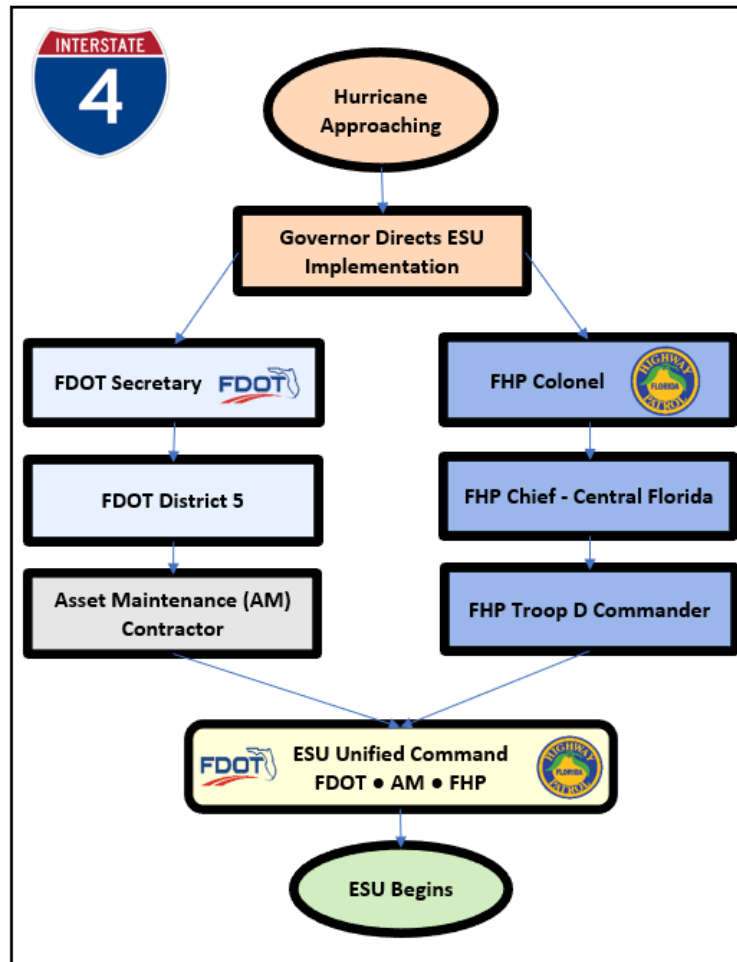 INTERSTATE
4
Hurricane
Approaching
Governor Directs ESU
Implementation
FDOT Secretary
FDOT
FHP Colonel
HIGHWAY
FLORIDA
PATROL
FDOT District 5
FHP Chief - Central Florida
Asset Maintenance (AM)
Contractor
FHP Troop D Commander
FDOT
ESU Unified Command
FDOT ● AM ● FHP
HIGHWAY
FLORIDA
PATROL
ESU Begins